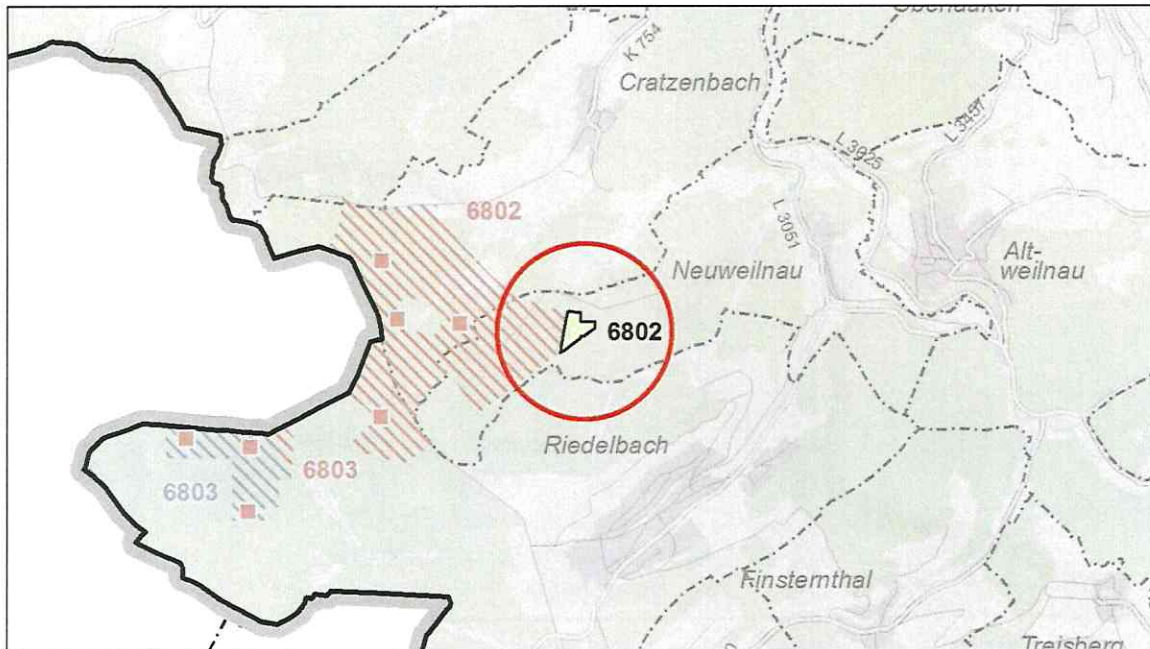 K 754
Cratzenbach
L 3457
L 3025
6802
L 3051
Neuweilnau
Alt-
weilnau
6802
Riedelbach
6803
6803
Finsternthal
Treisberg